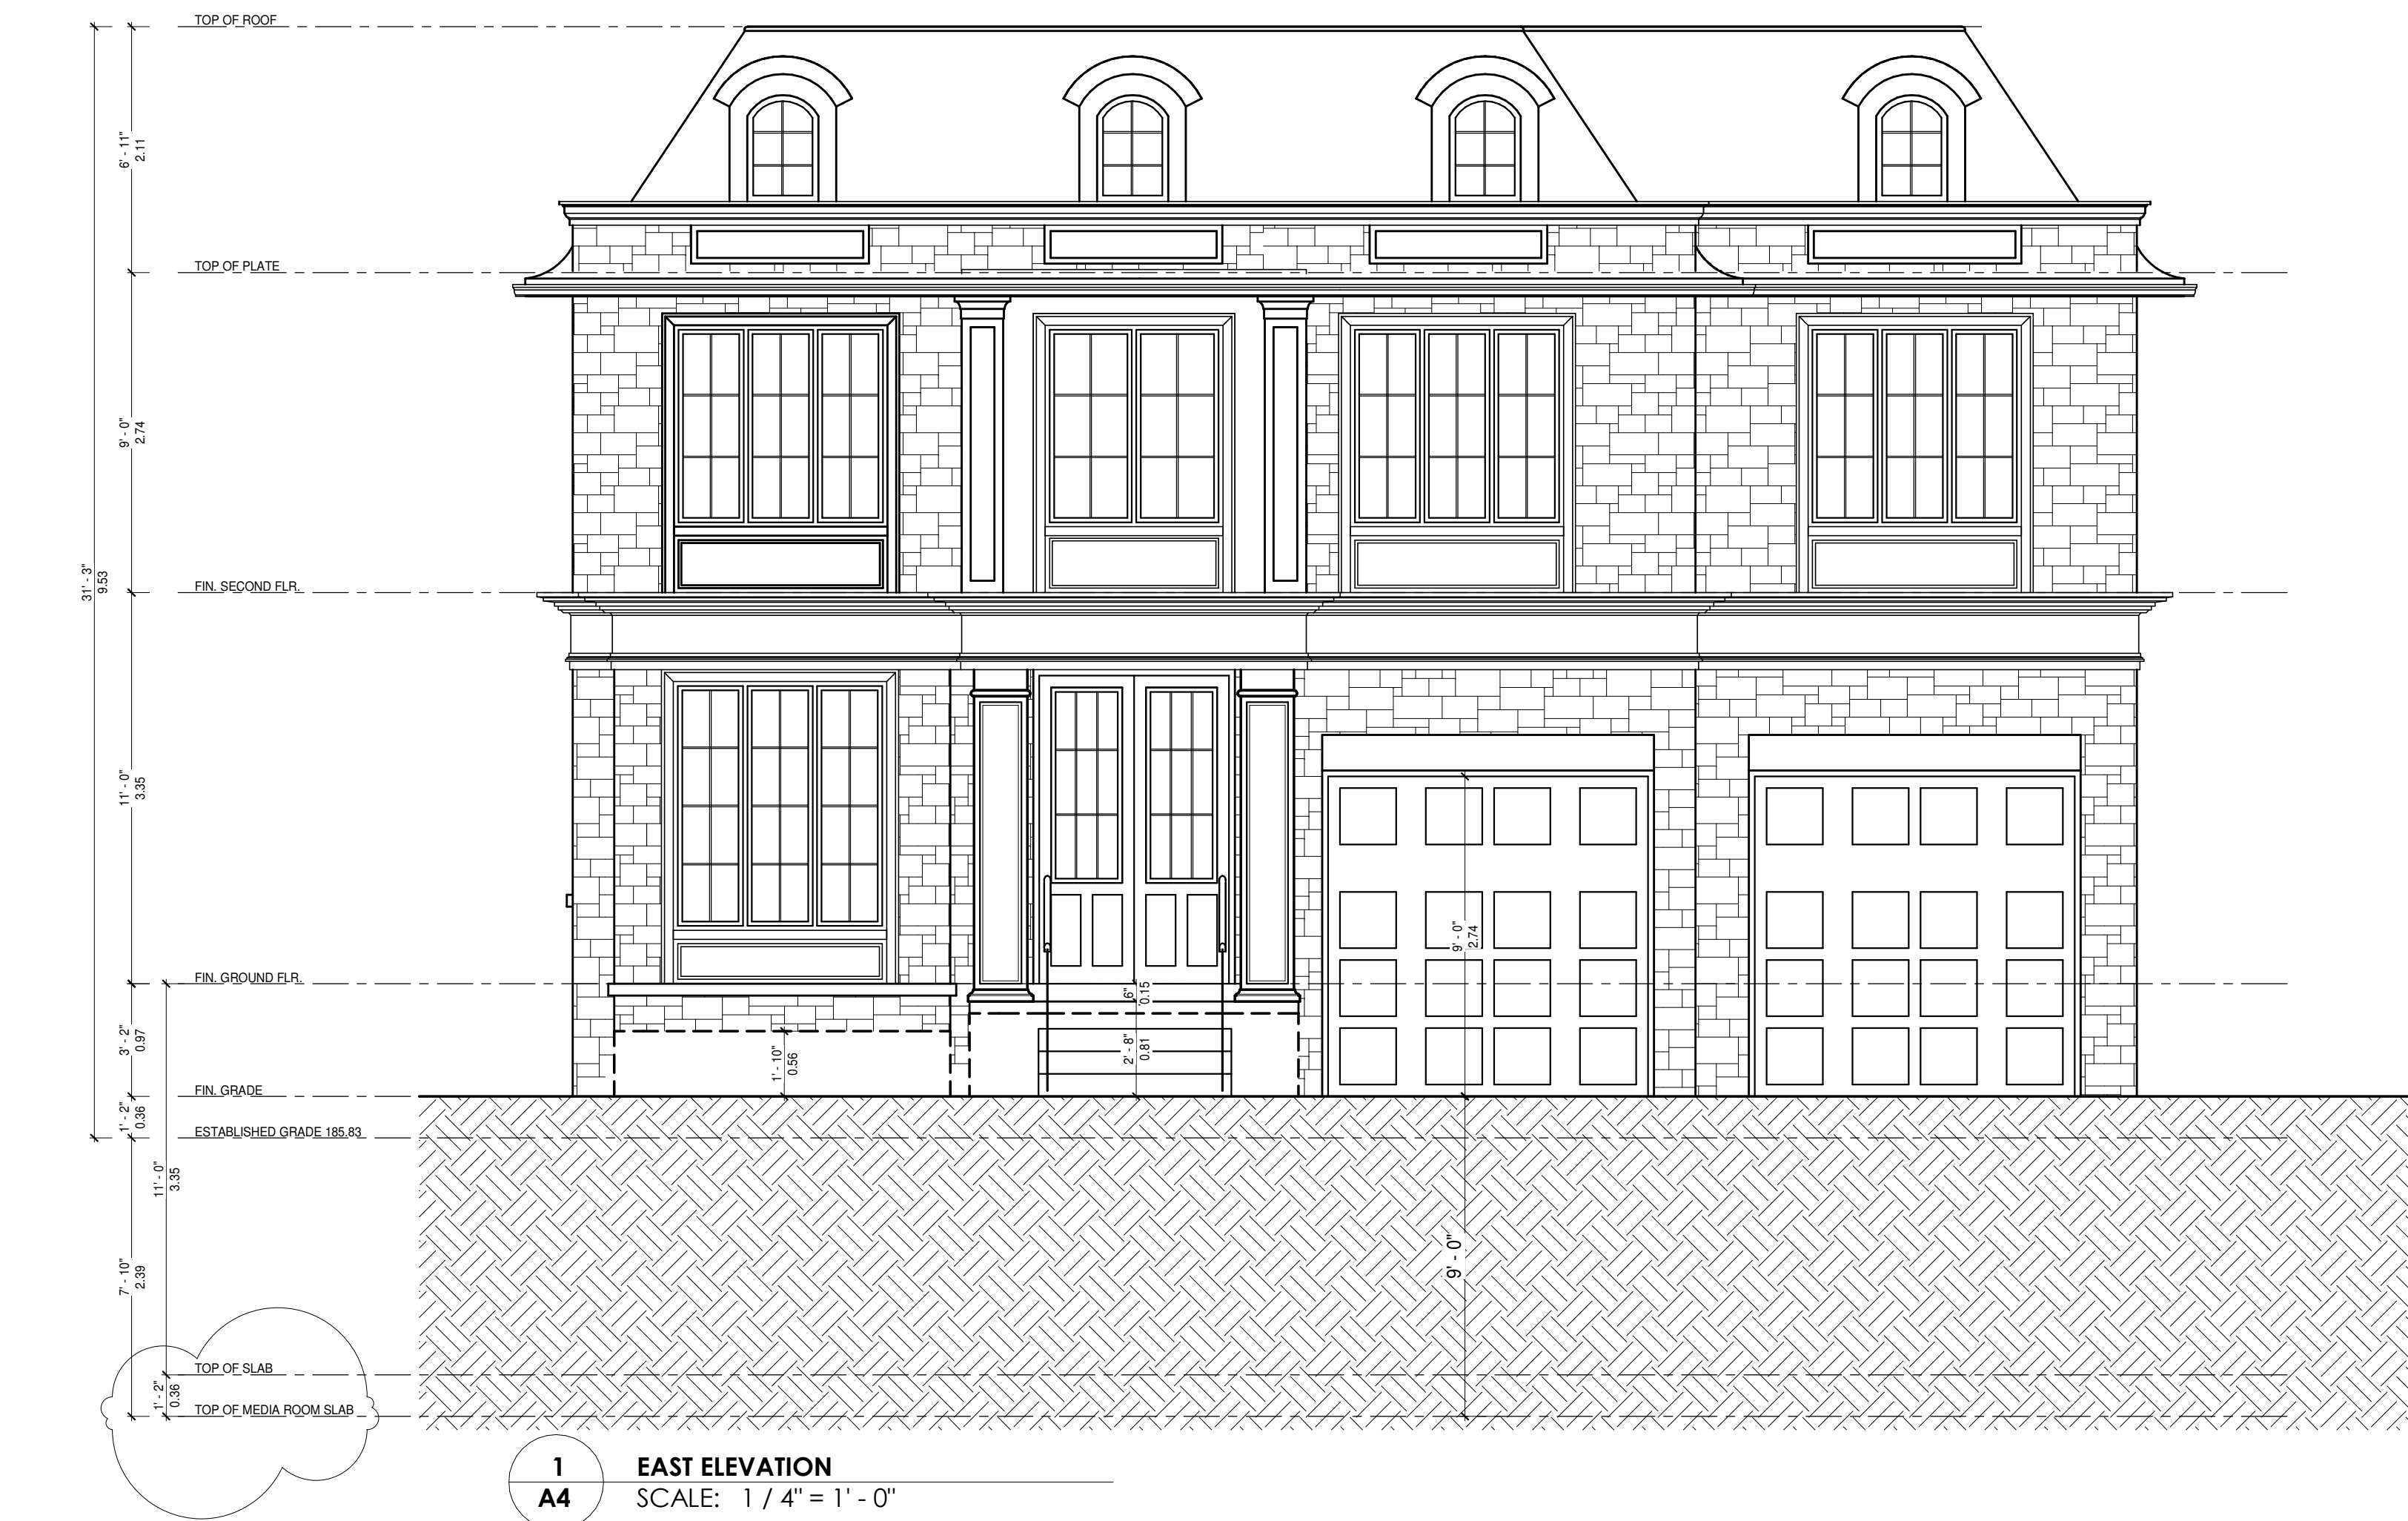 TOP OF ROOF
6' - 11"
2.11
TOP OF PLATE
9' - 0"
2.74
31' - 3"
9.53
FIN. SECOND FLR.
11' - 0"
3.35
9' - 0"
2.74
FIN. GROUND FLR.
6"
0.15
3' - 2"
0.97
2' - 8"
0.81
1' - 10"
0.56
FIN. GRADE
1' - 2"
0.36
ESTABLISHED GRADE 185.83
11' - 0"
3.35
7' - 10"
2.39
9' - 0"
TOP OF SLAB
1' - 2"
0.36
TOP OF MEDIA ROOM SLAB
1
A4
EAST ELEVATION
SCALE: 1 / 4" = 1' - 0"